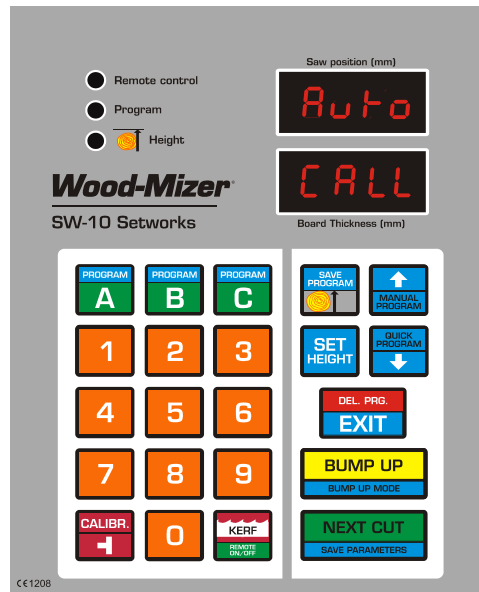 Saw position (mm)
Auto
Remote control
Program
Height
CALL
Board Thickness (mm)
Wood-Mizer
SW-10 Setworks
PROGRAM
A
PROGRAM
B
PROGRAM
C
SAVE
PROGRAM
MANUAL
PROGRAM
1
2
3
SET
HEIGHT
QUICK
PROGRAM
4
5
6
DEL. PRG.
EXIT
7
8
9
BUMP UP
BUMP UP MODE
CALIBR.
0
KERF
REMOTE
ON/OFF
NEXT CUT
SAVE PARAMETERS
CE1208